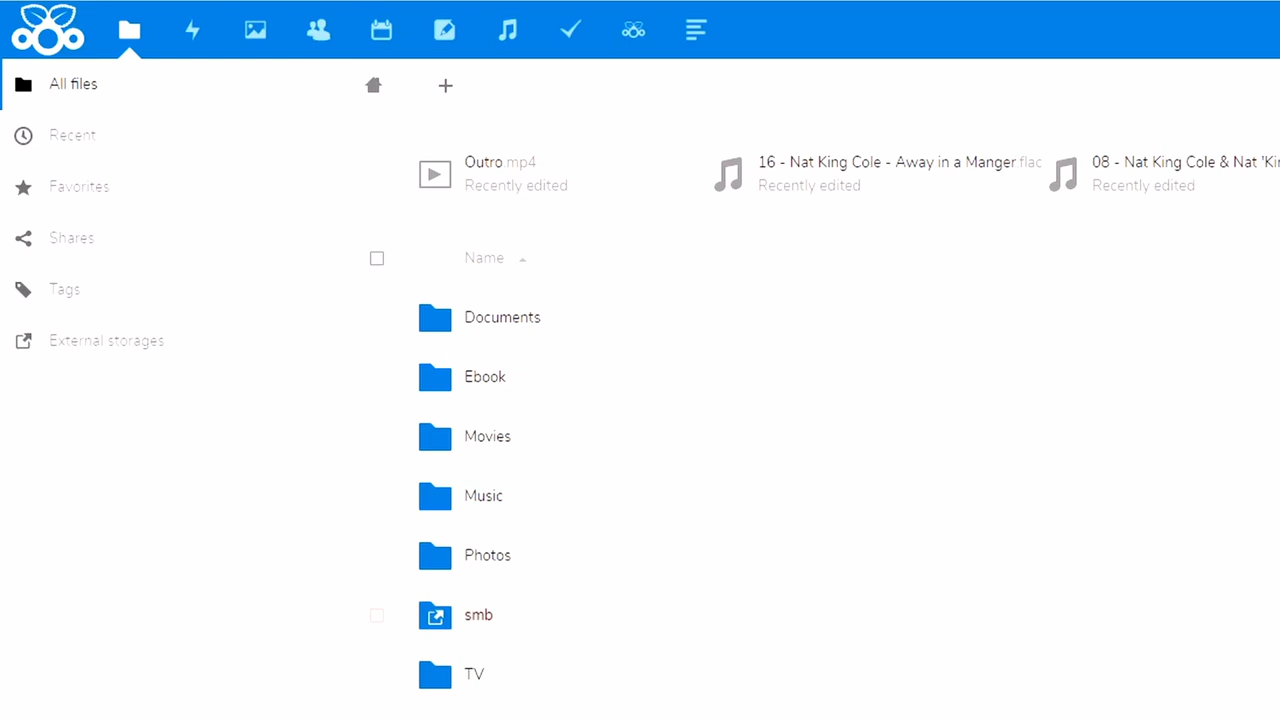 All files
Recent
Favorites
Shares
Tags
External storages
Outro.mp4
Recently edited
16 - Nat King Cole - Away in a Manger.flac
Recently edited
08 - Nat King Cole & Nat 'Kin
Recently edited
Name
Documents
Ebook
Movies
Music
Photos
smb
TV